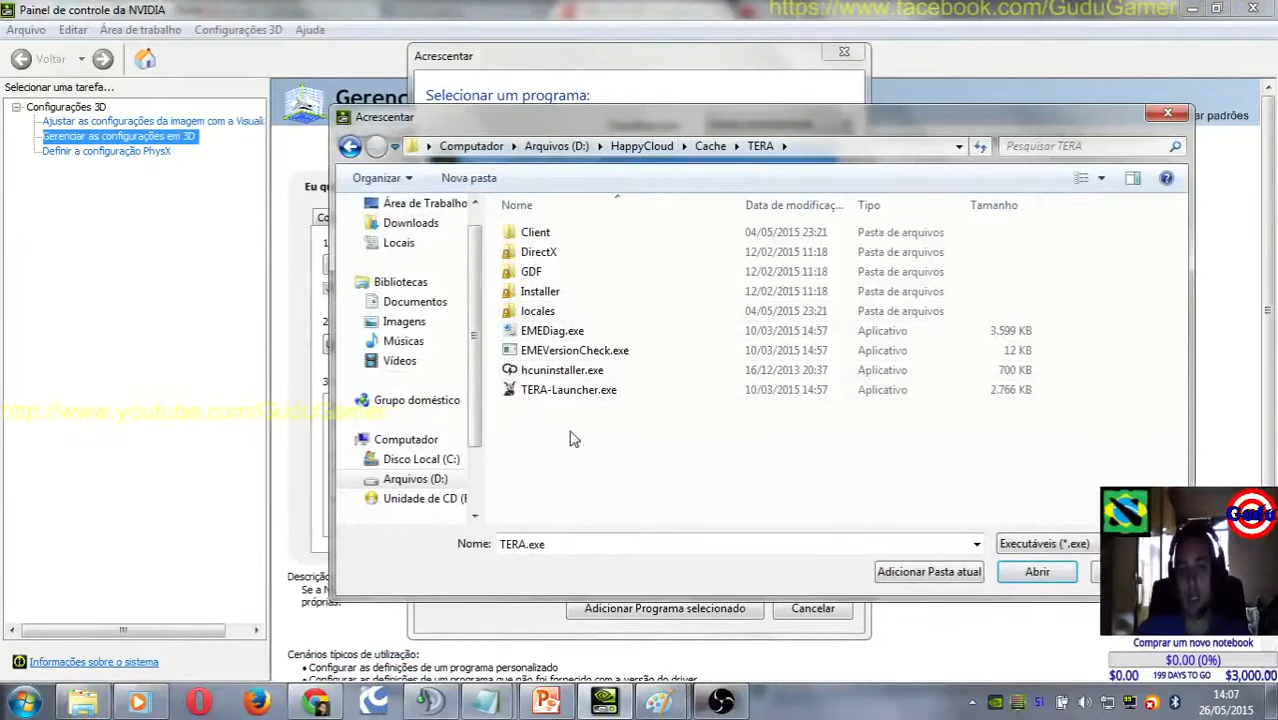 Painel de controle da NVIDIA
https://www.facebook.com/GuduGamer
Arquivo Editar Área de trabalho Configurações 3D Ajuda
Voltar
Acrescentar
Selecionar uma tarefa...
Configurações 3D
Ajustar as configurações da imagem com a Visuali
Gerenciar as configurações em 3D
Definir a configuração PhysX
Gerenc
Selecionar um programa:
padrões
Eu qu
Acrescentar
Computador Arquivos (D:) HappyCloud Cache TERA
Pesquisar TERA
Organizar Nova pasta
Área de Trabalho
Downloads
Locais
Bibliotecas
Documentos
Imagens
Músicas
Vídeos
Grupo doméstico
Computador
Disco Local (C:)
Arquivos (D:)
Unidade de CD (F
Nome Data de modificaç... Tipo Tamanho
Client 04/05/2015 23:21 Pasta de arquivos
DirectX 12/02/2015 11:18 Pasta de arquivos
GDF 12/02/2015 11:18 Pasta de arquivos
Installer 12/02/2015 11:18 Pasta de arquivos
locales 04/05/2015 23:21 Pasta de arquivos
EMEDiag.exe 10/03/2015 14:57 Aplicativo 3.599 KB
EMEVersionCheck.exe 10/03/2015 14:57 Aplicativo 12 KB
hcuninstaller.exe 16/12/2013 20:37 Aplicativo 700 KB
TERA-Launcher.exe 10/03/2015 14:57 Aplicativo 2.766 KB
http://www.youtube.com/GuduGamer
Nome: TERA.exe Executáveis (*.exe)
Adicionar Pasta atual Abrir
Adicionar Programa selecionado Cancelar
Descrição
Se a N
próprias.
Cenários típicos de utilização:
• Configurar as definições de um programa personalizado
Informações sobre o sistema
Gudu
Comprar um novo notebook
$0.00 (0%)
$0.00 199 DAYS TO GO $3,000.00
14:07
26/05/2015